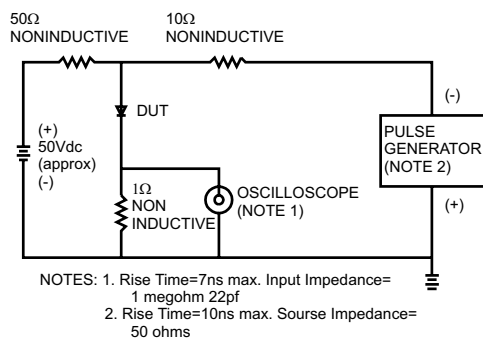 50Ω
NONINDUCTIVE
10Ω
NONINDUCTIVE
(+)
50Vdc
(approx)
(-)
DUT
1Ω
NON
INDUCTIVE
OSCILLOSCOPE
(NOTE 1)
(-)
PULSE
GENERATOR
(NOTE 2)
(+)
NOTES: 1. Rise Time=7ns max. Input Impedance=
1 megohm 22pf
2. Rise Time=10ns max. Sourse Impedance=
50 ohms